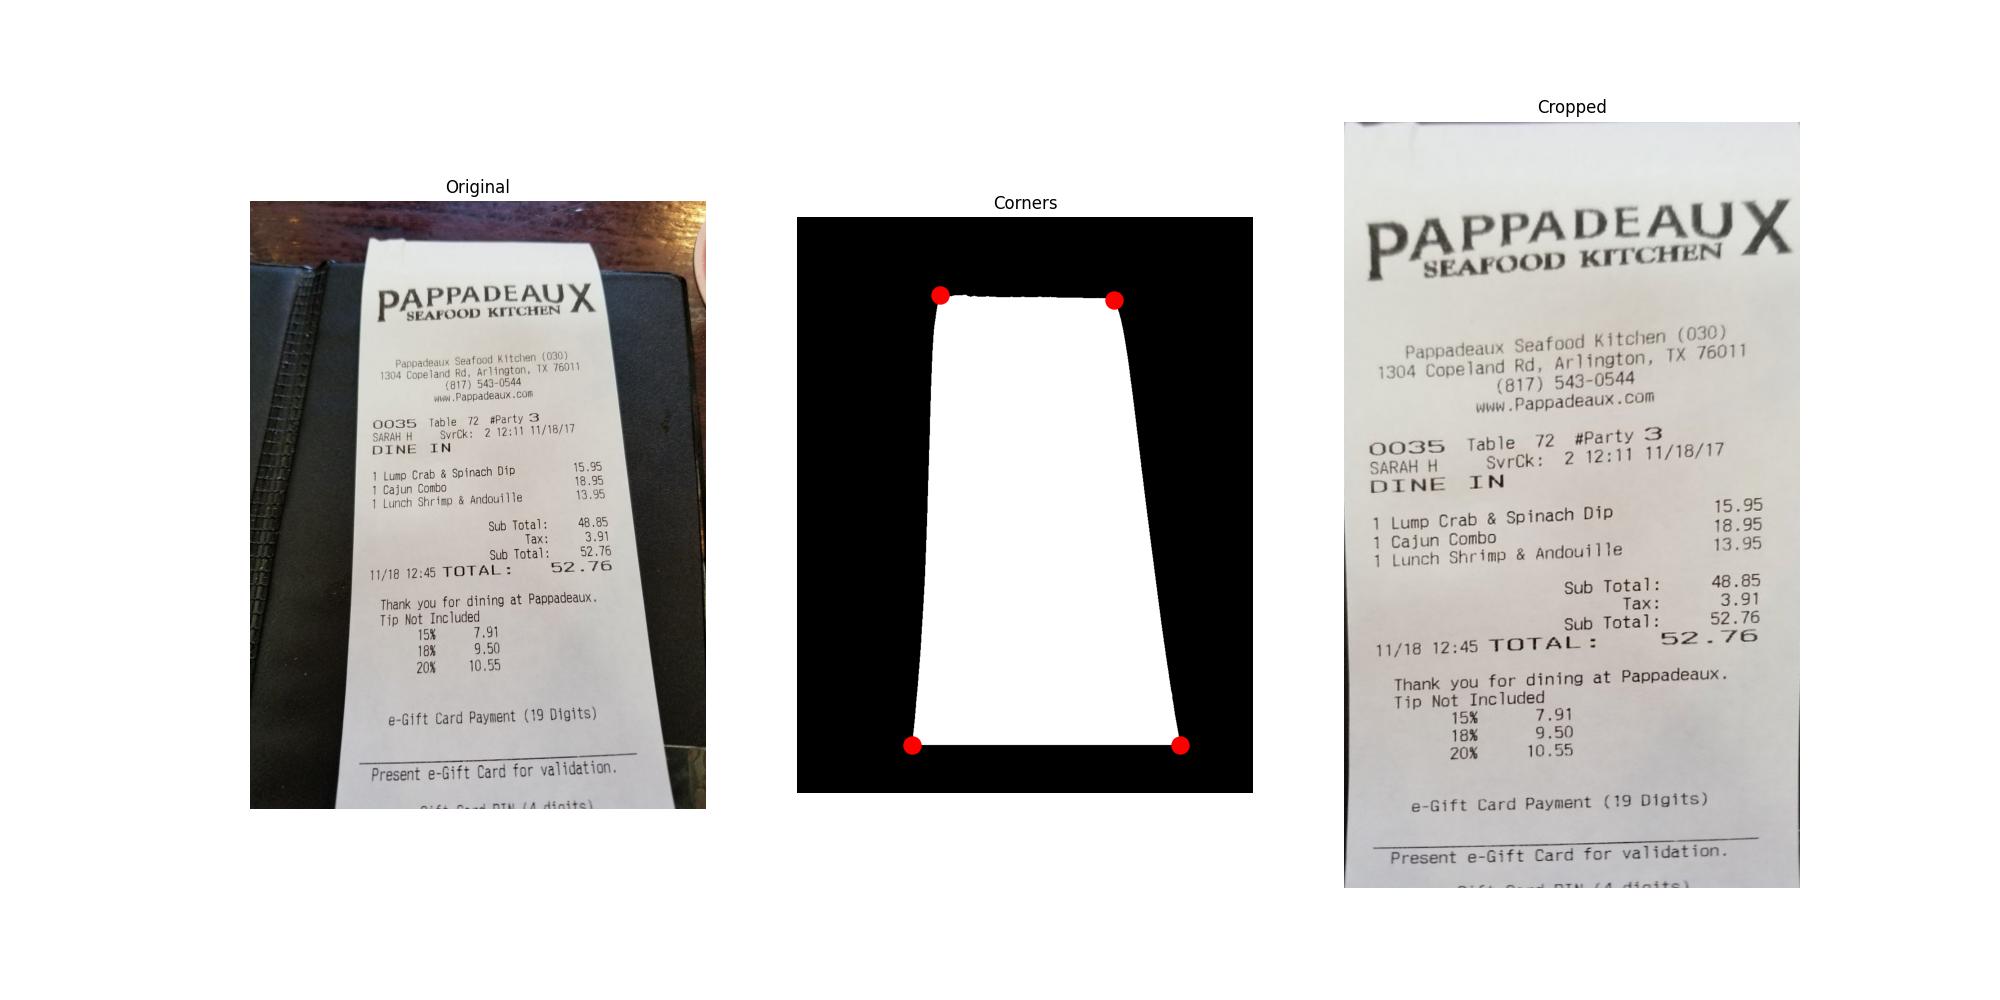 Original
PAPPADEAUX
SEAFOOD KITCHEN
Pappadeaux Seafood Kitchen (030)
1304 Copeland Rd, Arlington, TX 76011
(817) 543-0544
www.Pappadeaux.com
0035 Table 72 #Party 3
SARAH H SvrCk: 2 12:11 11/18/17
DINE IN
1 Lump Crab & Spinach Dip 15.95
1 Cajun Combo 18.95
1 Lunch Shrimp & Andouille 13.95
Sub Total: 48.85
Tax: 3.91
Sub Total: 52.76
11/18 12:45 TOTAL: 52.76
Thank you for dining at Pappadeaux.
Tip Not Included
15% 7.91
18% 9.50
20% 10.55
e-Gift Card Payment (19 Digits)
Present e-Gift Card for validation.
Gift Card PIN (4 digits)
Corners
Cropped
PAPPADEAUX
SEAFOOD KITCHEN
Pappadeaux Seafood Kitchen (030)
1304 Copeland Rd, Arlington, TX 76011
(817) 543-0544
www.Pappadeaux.com
0035 Table 72 #Party 3
SARAH H SvrCk: 2 12:11 11/18/17
DINE IN
1 Lump Crab & Spinach Dip 15.95
1 Cajun Combo 18.95
1 Lunch Shrimp & Andouille 13.95
Sub Total: 48.85
Tax: 3.91
Sub Total: 52.76
11/18 12:45 TOTAL: 52.76
Thank you for dining at Pappadeaux.
Tip Not Included
15% 7.91
18% 9.50
20% 10.55
e-Gift Card Payment (19 Digits)
Present e-Gift Card for validation.
Gift Card PIN (4 digits)